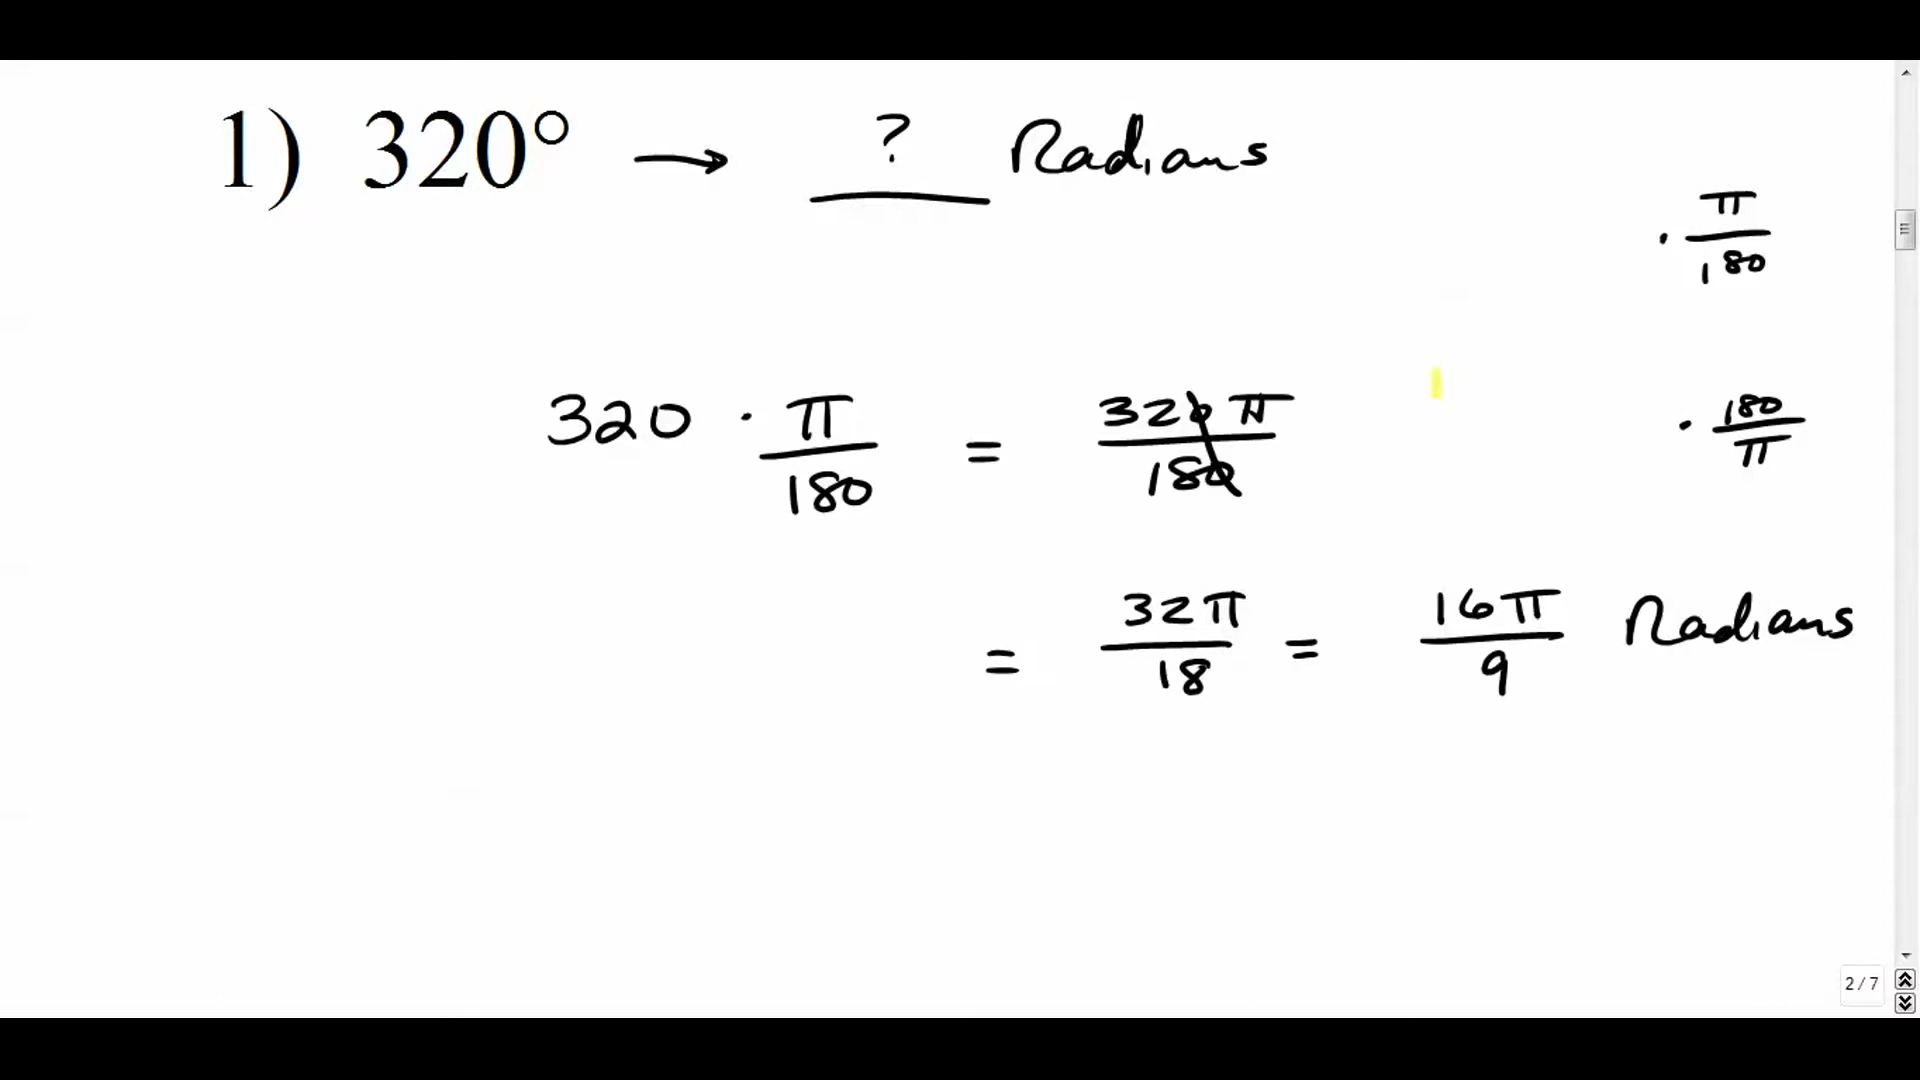 1) 320° → ? Radians
· π/180
320 · π/180 = 320π/180
· 180/π
= 32π/18 = 16π/9 Radians
2 / 7